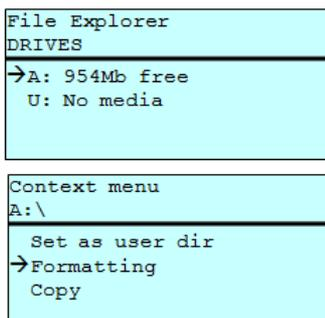 File Explorer
DRIVES
→A: 954Mb free
U: No media
Context menu
A:\
Set as user dir
→Formatting
Copy